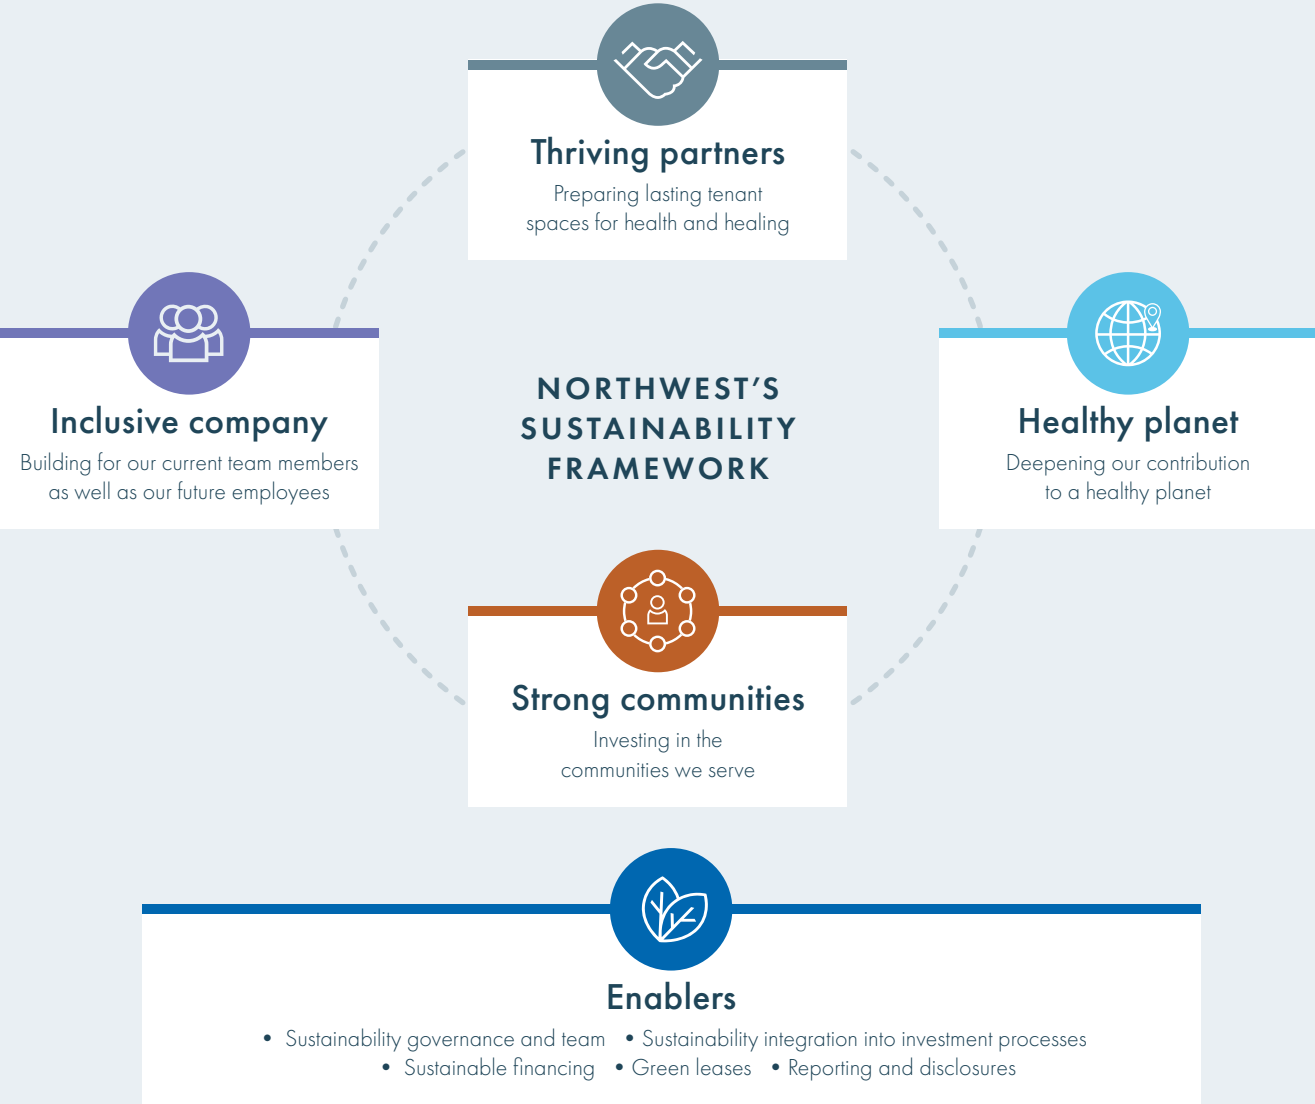 Thriving partners
Preparing lasting tenant
spaces for health and healing
Inclusive company
Building for our current team members
as well as our future employees
NORTHWEST’S
SUSTAINABILITY
FRAMEWORK
Healthy planet
Deepening our contribution
to a healthy planet
Strong communities
Investing in the
communities we serve
Enablers
• Sustainability governance and team • Sustainability integration into investment processes
• Sustainable financing • Green leases • Reporting and disclosures